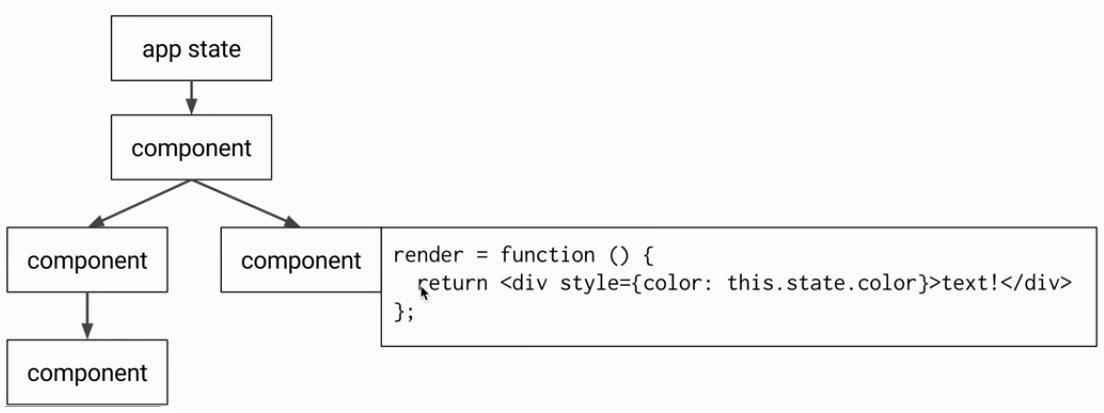 app state
component
component
component
render = function () {
  return <div style={color: this.state.color}>text!</div>
};
component